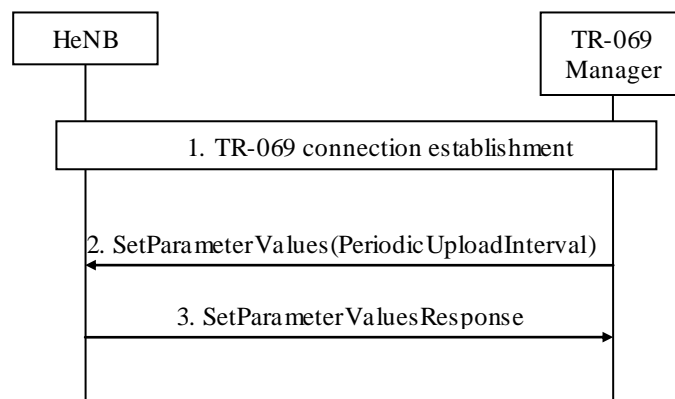 HeNB
TR-069
Manager
1. TR-069 connection establishment
2. SetParameterValues(PeriodicUploadInterval)
3. SetParameterValuesResponse